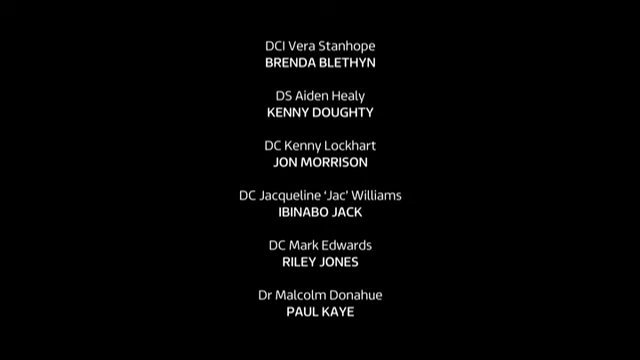 DCI Vera Stanhope
BRENDA BLETHYN
DS Aiden Healy
KENNY DOUGHTY
DC Kenny Lockhart
JON MORRISON
DC Jacqueline ‘Jac’ Williams
IBINABO JACK
DC Mark Edwards
RILEY JONES
Dr Malcolm Donahue
PAUL KAYE